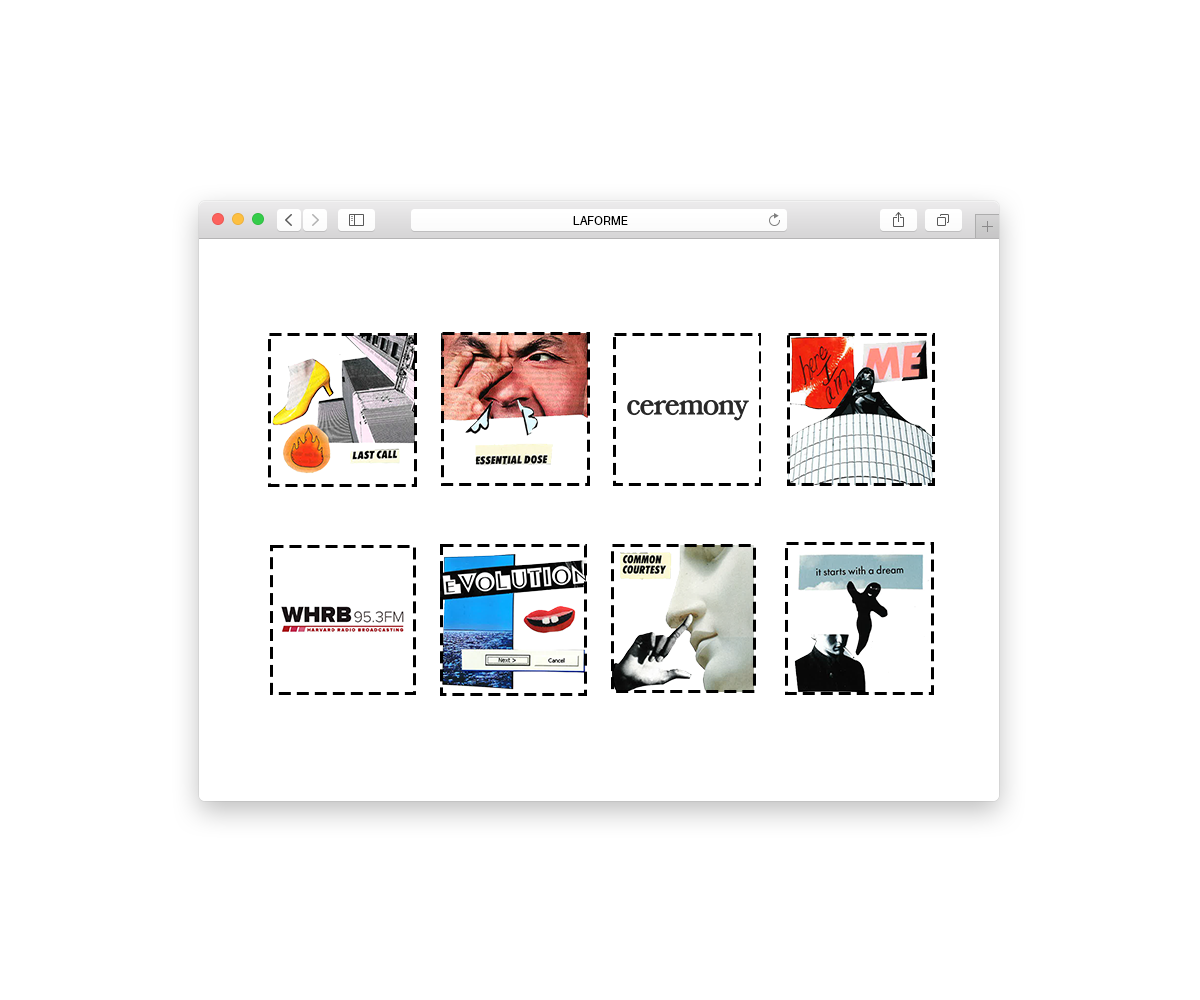 LAFORME
here
I
am,
ME
LAST CALL
W B
ESSENTIAL DOSE
ceremony
WHRB 95.3FM
HARVARD RADIO BROADCASTING
EVOLUTION
Next > Cancel
COMMON
COURTESY
it starts with a dream